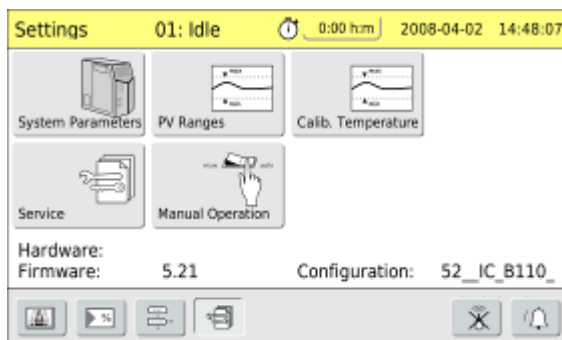 Settings 01: Idle 0:00 h:m 2008-04-02 14:48:07
System Parameters PV Ranges Calib. Temperature
Service Manual Operation
Hardware:
Firmware: 5.21 Configuration: 52__IC_B110_